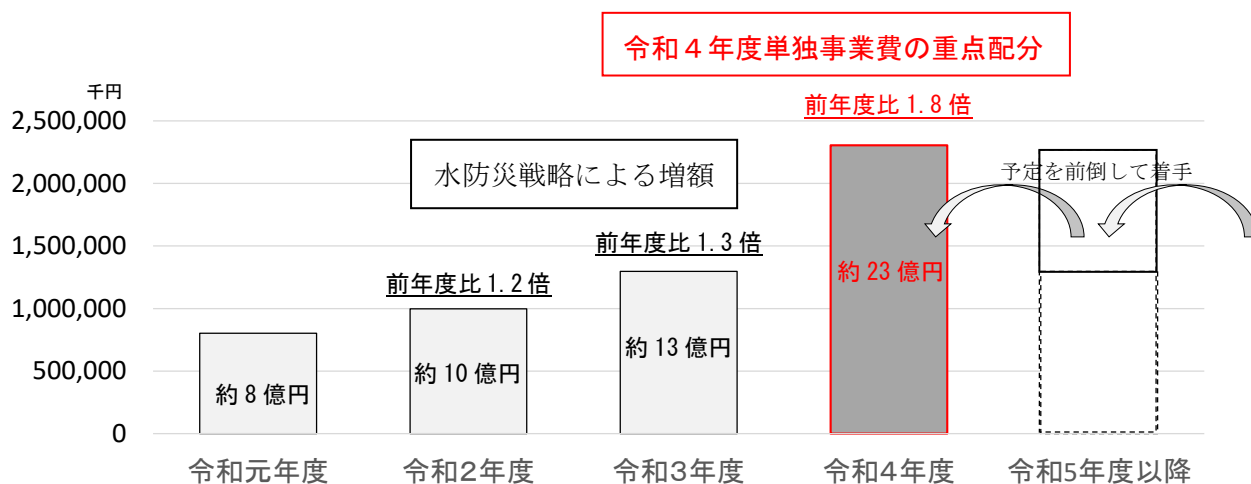 令和４年度単独事業費の重点配分
千円
前年度比 1.8 倍
2,500,000
水防災戦略による増額
予定を前倒して着手
2,000,000
前年度比 1.3 倍
1,500,000
前年度比 1.2 倍
約 23 億円
1,000,000
約 13 億円
約 10 億円
500,000
約 8 億円
0
令和元年度
令和2年度
令和3年度
令和4年度
令和5年度以降